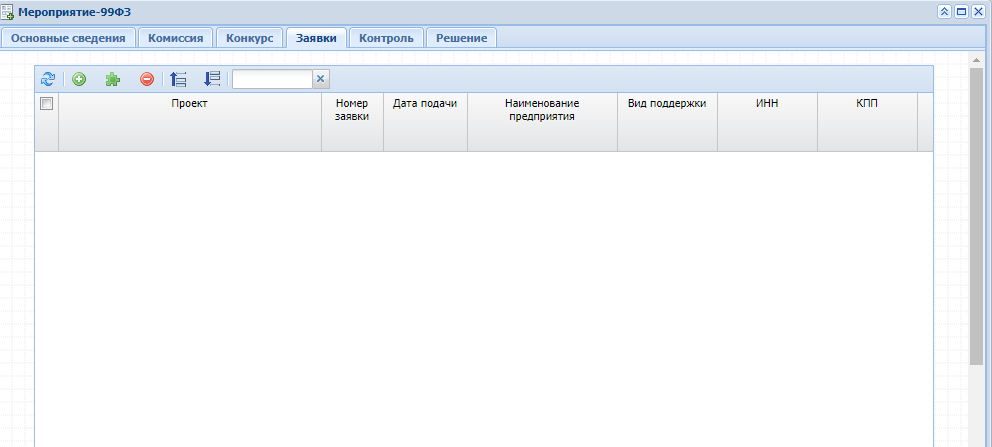 Мероприятие-99ФЗ
Основные сведения Комиссия Конкурс Заявки Контроль Решение
Проект Номер заявки Дата подачи Наименование предприятия Вид поддержки ИНН КПП